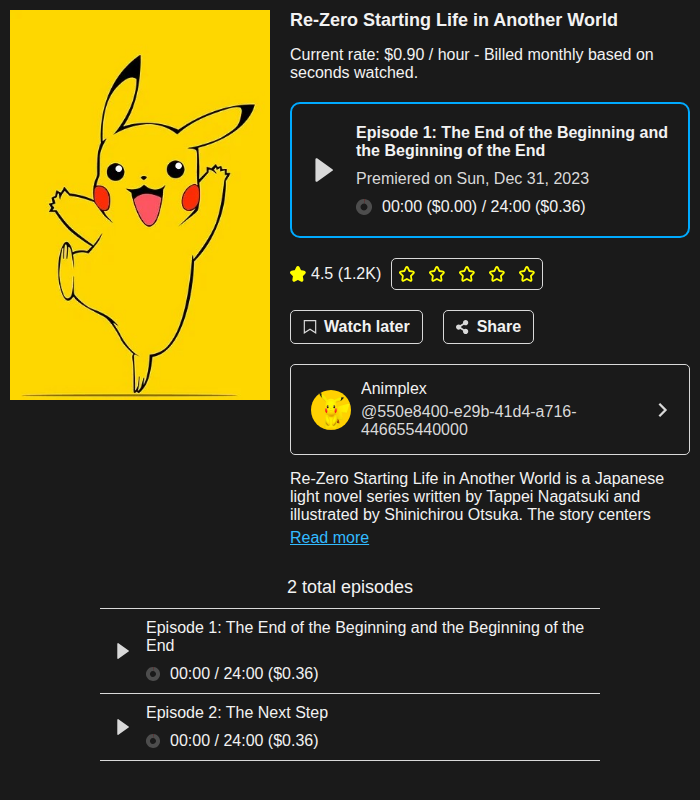 Re-Zero Starting Life in Another World
Current rate: $0.90 / hour - Billed monthly based on
seconds watched.
Episode 1: The End of the Beginning and
the Beginning of the End
Premiered on Sun, Dec 31, 2023
00:00 ($0.00) / 24:00 ($0.36)
4.5 (1.2K)
Watch later
Share
Animplex
@550e8400-e29b-41d4-a716-
446655440000
Re-Zero Starting Life in Another World is a Japanese
light novel series written by Tappei Nagatsuki and
illustrated by Shinichirou Otsuka. The story centers
Read more
2 total episodes
Episode 1: The End of the Beginning and the Beginning of the
End
00:00 / 24:00 ($0.36)
Episode 2: The Next Step
00:00 / 24:00 ($0.36)